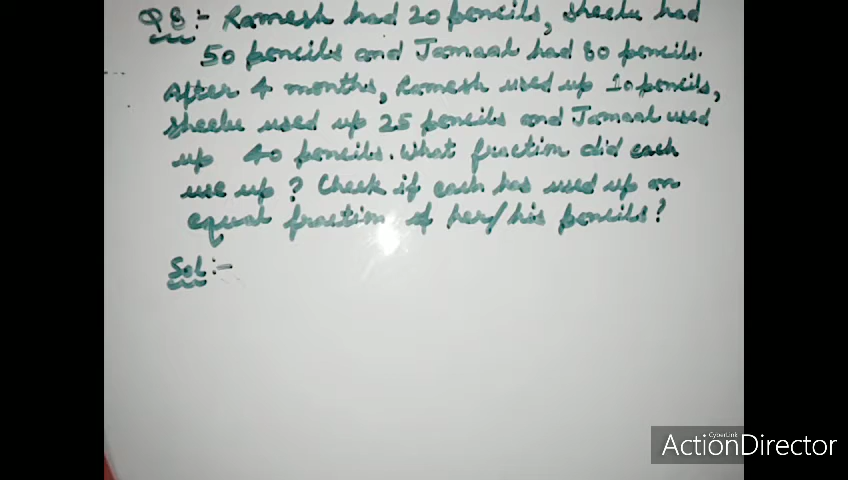 Q 8 :- Ramesh had 20 pencils, Sheelu had
50 pencils and Jamaal had 80 pencils.
After 4 months, Ramesh used up 10 pencils,
Sheelu used up 25 pencils and Jamaal used
up 40 pencils. What fraction did each
use up ? Check if each has used up an
equal fraction of her/his pencils ?
Sol :-
CyberLink
ActionDirector